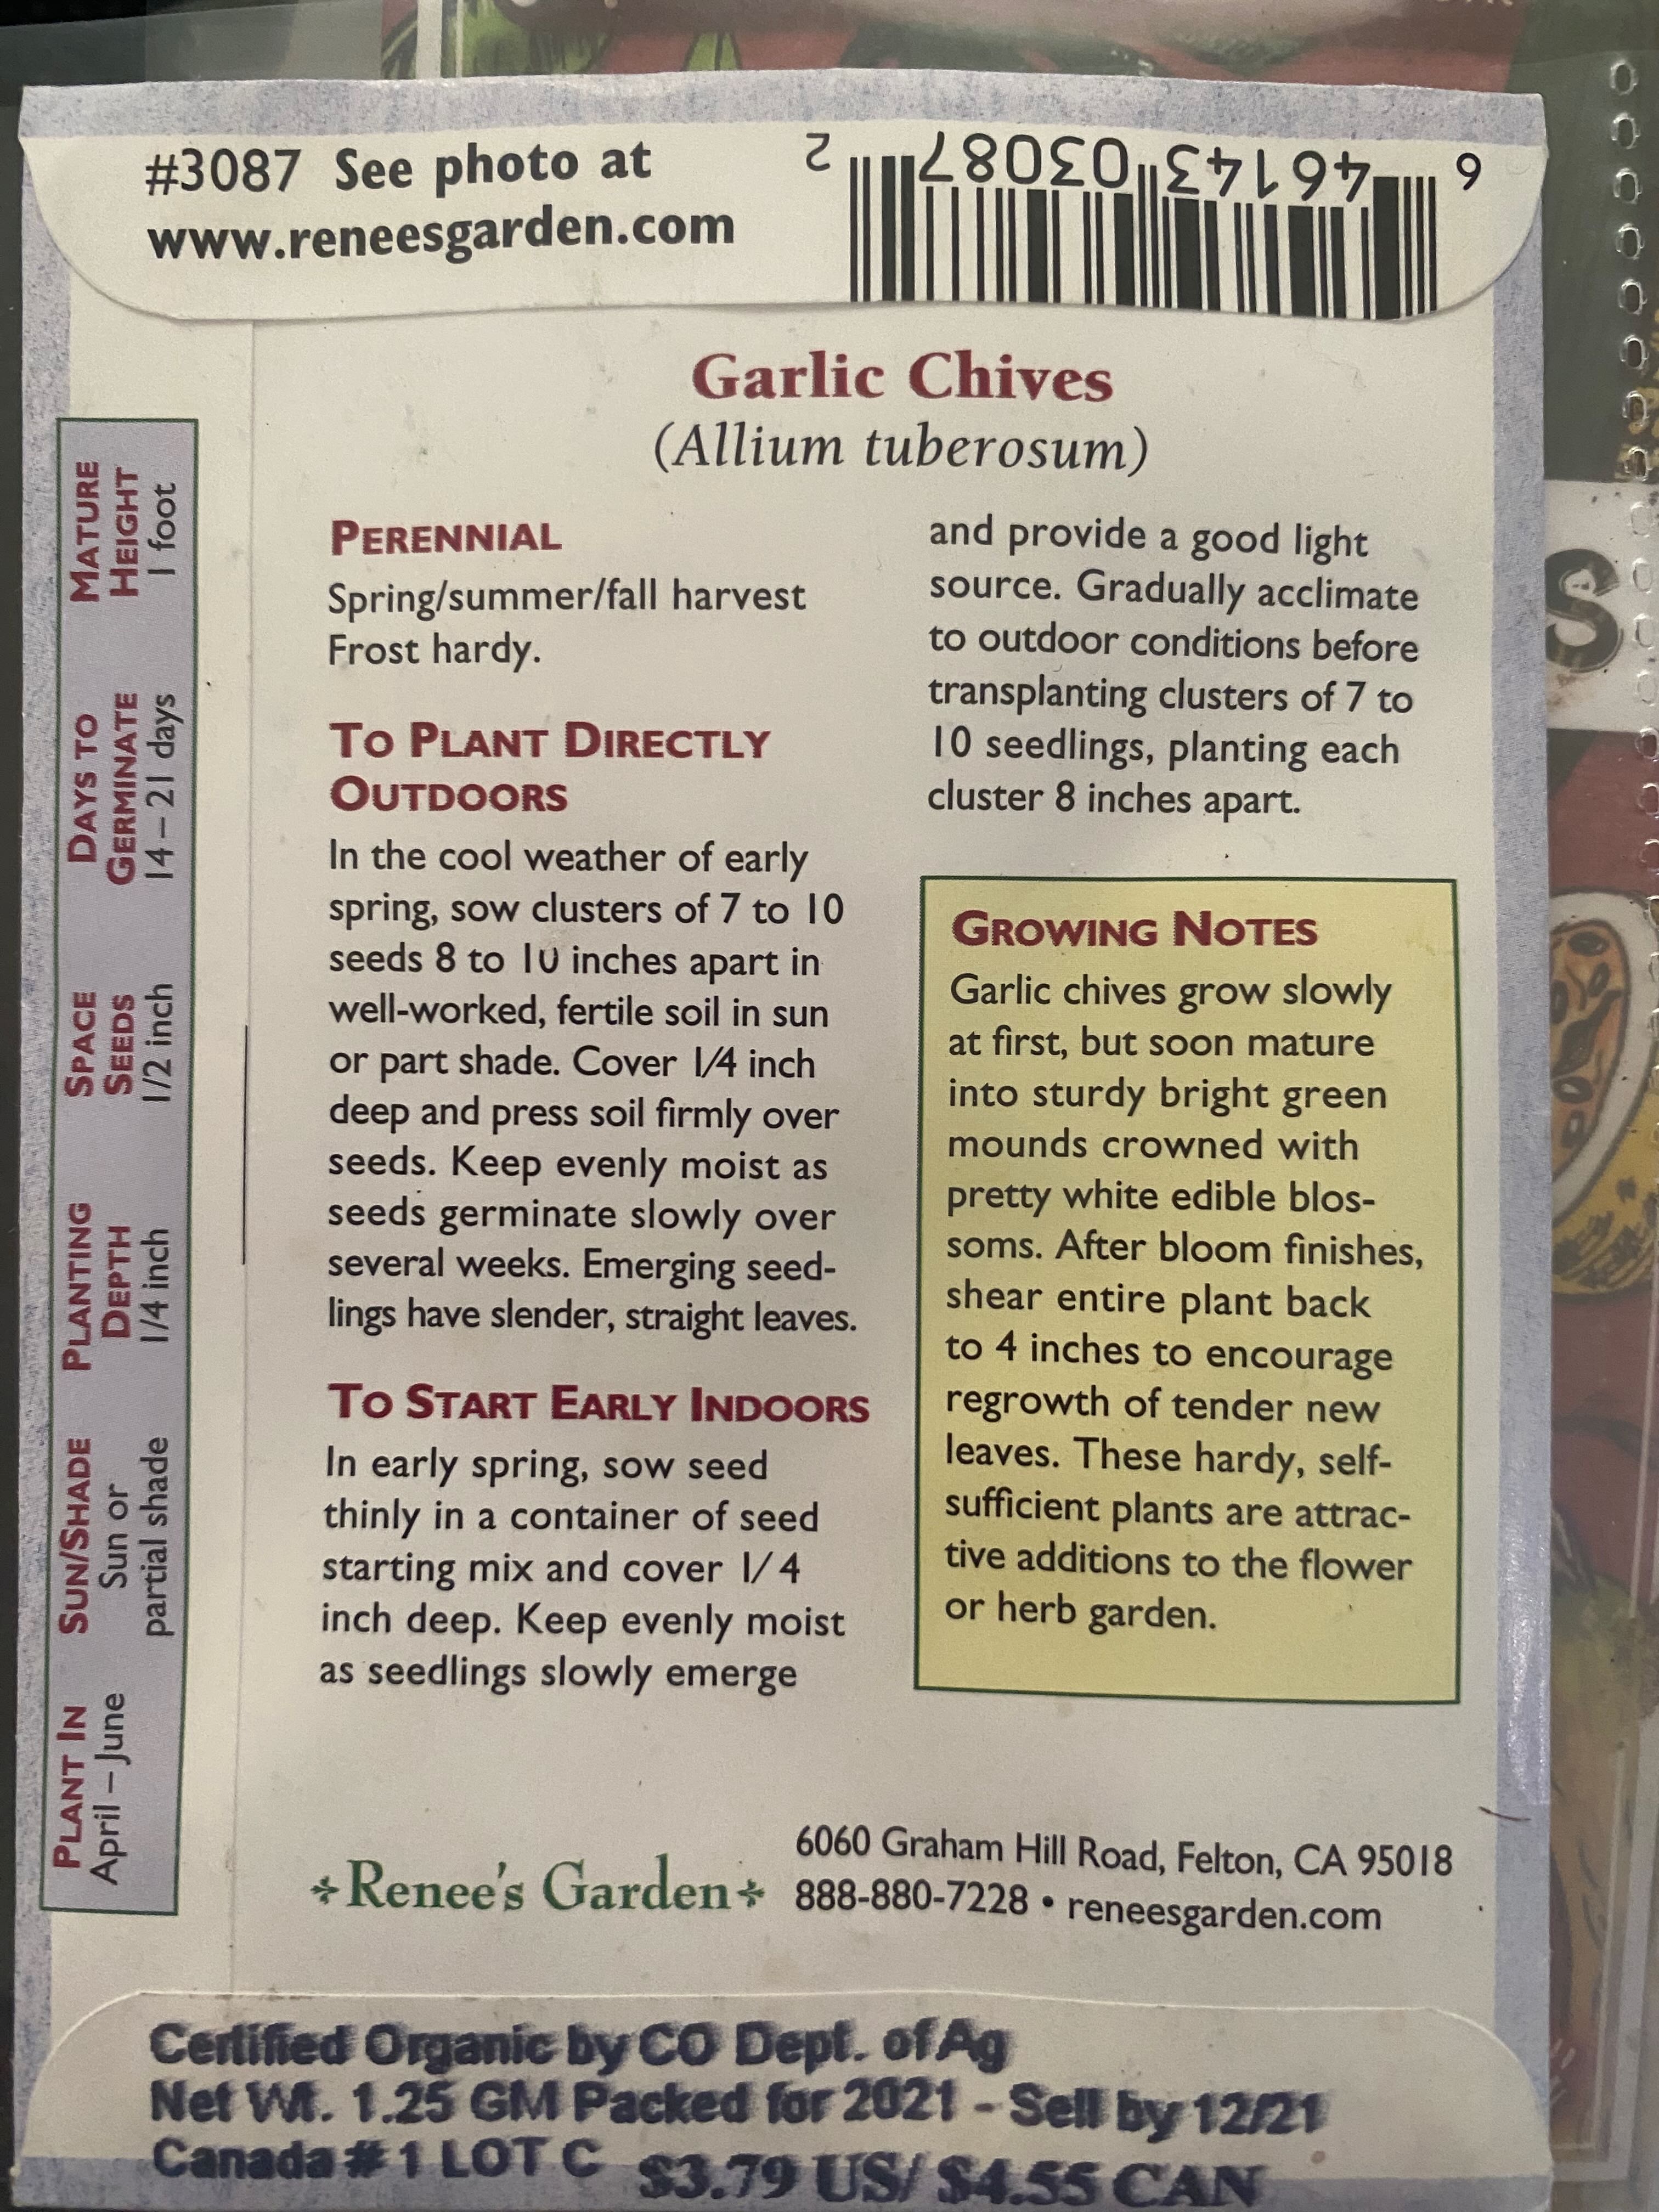 #3087 See photo at
www.reneesgarden.com
6 46143 03087 2
Garlic Chives
(Allium tuberosum)
PERENNIAL
Spring/summer/fall harvest
Frost hardy.
TO PLANT DIRECTLY
OUTDOORS
In the cool weather of early
spring, sow clusters of 7 to 10
seeds 8 to 10 inches apart in
well-worked, fertile soil in sun
or part shade. Cover 1/4 inch
deep and press soil firmly over
seeds. Keep evenly moist as
seeds germinate slowly over
several weeks. Emerging seed-
lings have slender, straight leaves.
TO START EARLY INDOORS
In early spring, sow seed
thinly in a container of seed
starting mix and cover 1/4
inch deep. Keep evenly moist
as seedlings slowly emerge
and provide a good light
source. Gradually acclimate
to outdoor conditions before
transplanting clusters of 7 to
10 seedlings, planting each
cluster 8 inches apart.
GROWING NOTES
Garlic chives grow slowly
at first, but soon mature
into sturdy bright green
mounds crowned with
pretty white edible blos-
soms. After bloom finishes,
shear entire plant back
to 4 inches to encourage
regrowth of tender new
leaves. These hardy, self-
sufficient plants are attrac-
tive additions to the flower
or herb garden.
PLANT IN
April – June
SUN/SHADE
Sun or
partial shade
PLANTING
DEPTH
1/4 inch
SPACE
SEEDS
1/2 inch
DAYS TO
GERMINATE
14 – 21 days
MATURE
HEIGHT
1 foot
Renee's Garden
6060 Graham Hill Road, Felton, CA 95018
888-880-7228 • reneesgarden.com
Certified Organic by CO Dept. of Ag
Net Wt. 1.25 GM Packed for 2021 - Sell by 12/21
Canada # 1 LOT C $3.79 US/ $4.55 CAN
S